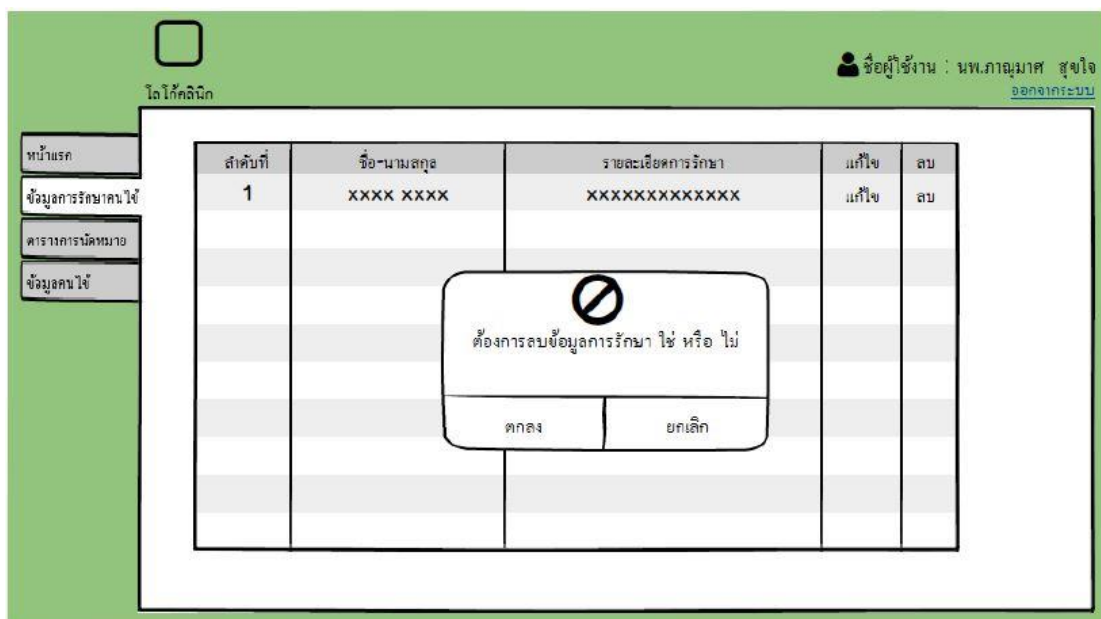 โลโก้คลินิก
ชื่อผู้ใช้งาน : นพ.ภาณุมาศ สุขใจ
ออกจากระบบ
หน้าแรก
ข้อมูลการรักษาคนไข้
ตารางการนัดหมาย
ข้อมูลคนไข้
ลำดับที่ ชื่อ-นามสกุล รายละเอียดการรักษา แก้ไข ลบ
1 XXXX XXXX XXXXXXXXXXXXX แก้ไข ลบ
ต้องการลบข้อมูลการรักษา ใช่ หรือ ไม่
ตกลง ยกเลิก